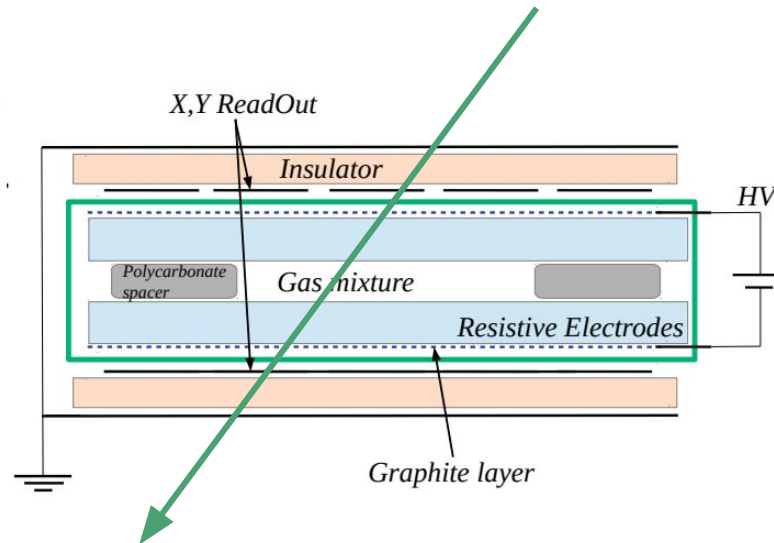 X,Y ReadOut
Insulator
HV
Polycarbonate
spacer
Gas mixture
Resistive Electrodes
Graphite layer